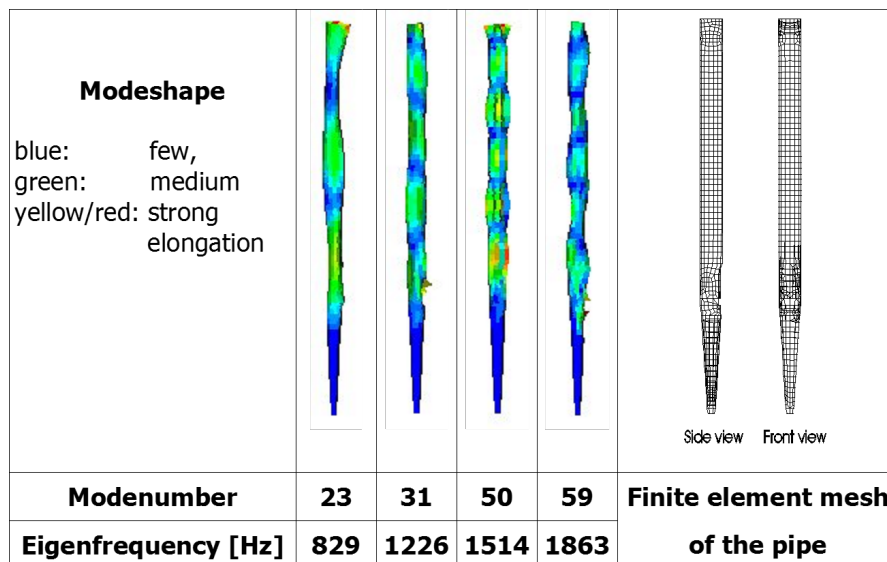 Modeshape
blue: few,
green: medium
yellow/red: strong
elongation
Side view Front view
Modenumber 23 31 50 59 Finite element mesh
Eigenfrequency [Hz] 829 1226 1514 1863 of the pipe